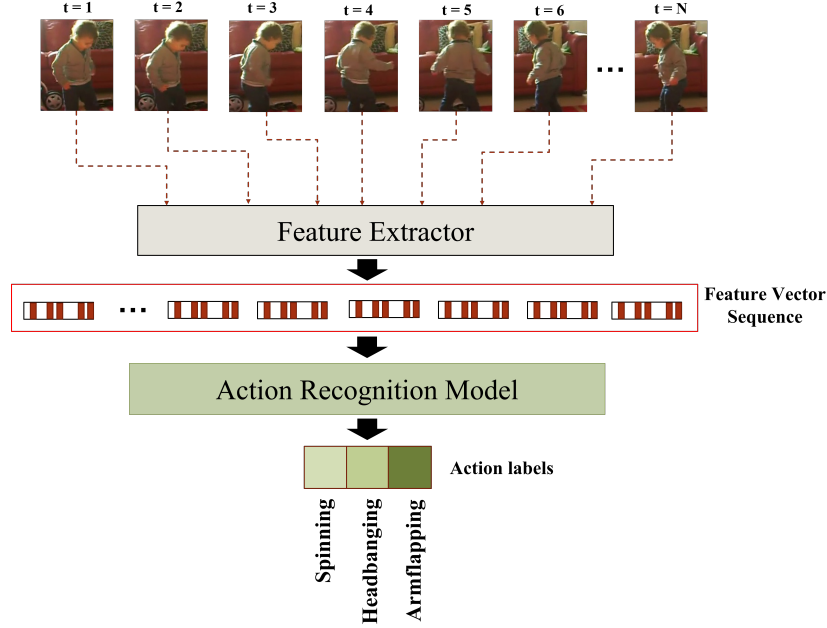 t = 1 t = 2 t = 3 t = 4 t = 5 t = 6 t = N
...
Feature Extractor
...
Feature Vector
Sequence
Action Recognition Model
Action labels
Spinning
Headbanging
Armflapping